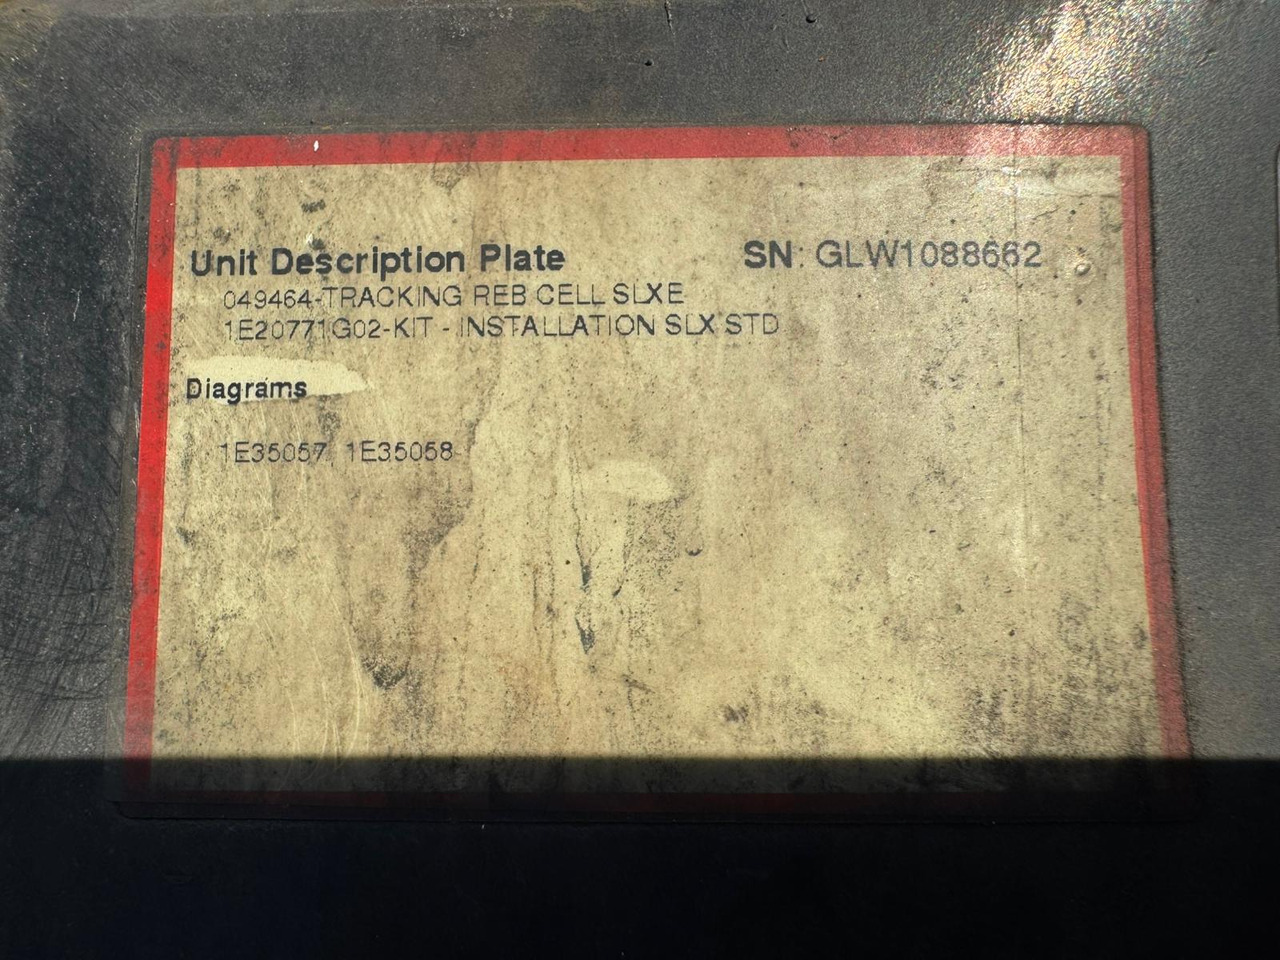 Unit Description Plate SN: GLW1088662
049464-TRACKING REB CELL SLXE
1E20771G02-KIT - INSTALLATION SLX STD
Diagrams
1E35057, 1E35058